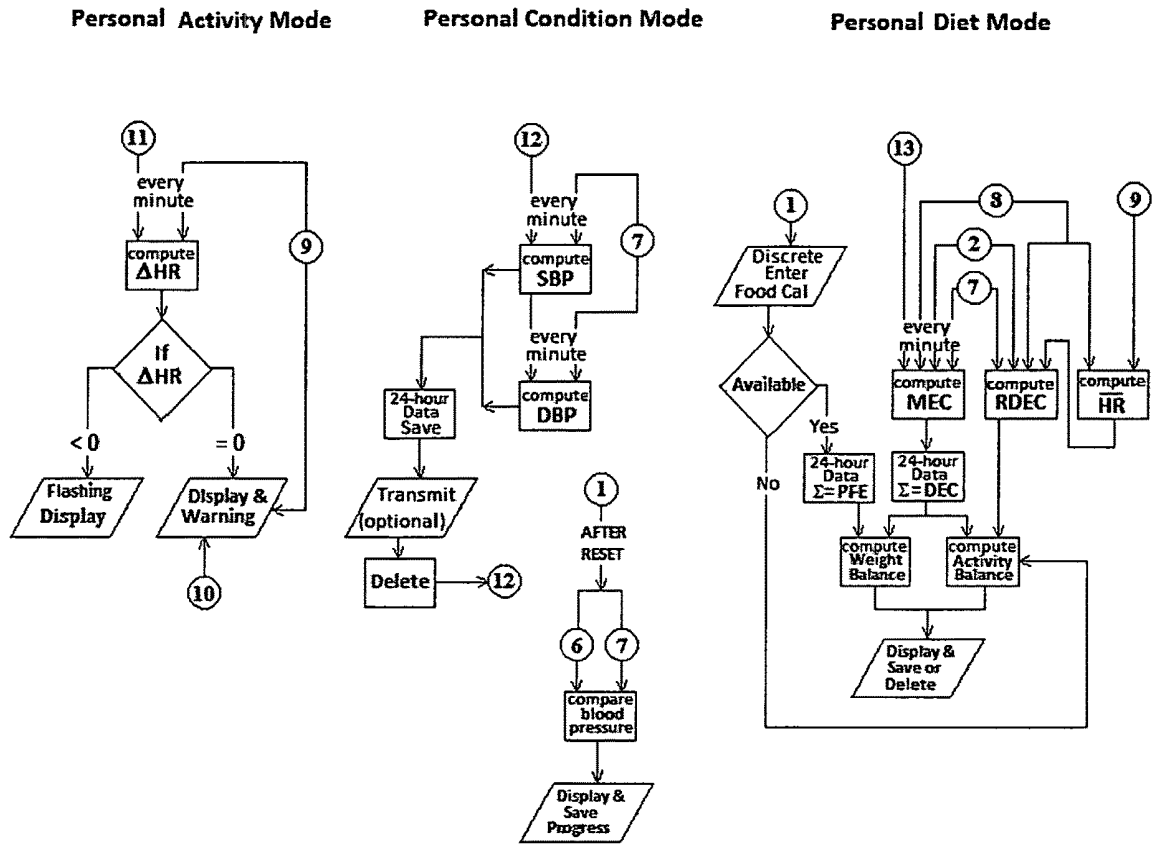 Personal Activity Mode
11
every
minute
compute
ΔHR
9
If
ΔHR
< 0
= 0
Flashing
Display
Display &
Warning
10
Personal Condition Mode
12
every
minute
compute
SBP
7
every
minute
compute
DBP
24-hour
Data
Save
Transmit
(optional)
Delete
12
1
AFTER
RESET
6
7
compare
blood
pressure
Display &
Save
Progress
Personal Diet Mode
13
1
8
9
2
7
Discrete
Enter
Food Cal
every
minute
Available
compute
MEC
compute
RDEC
compute
H̅R̅
Yes
No
24-hour
Data
Σ=PFE
24-hour
Data
Σ=DEC
compute
Weight
Balance
compute
Activity
Balance
Display &
Save or
Delete